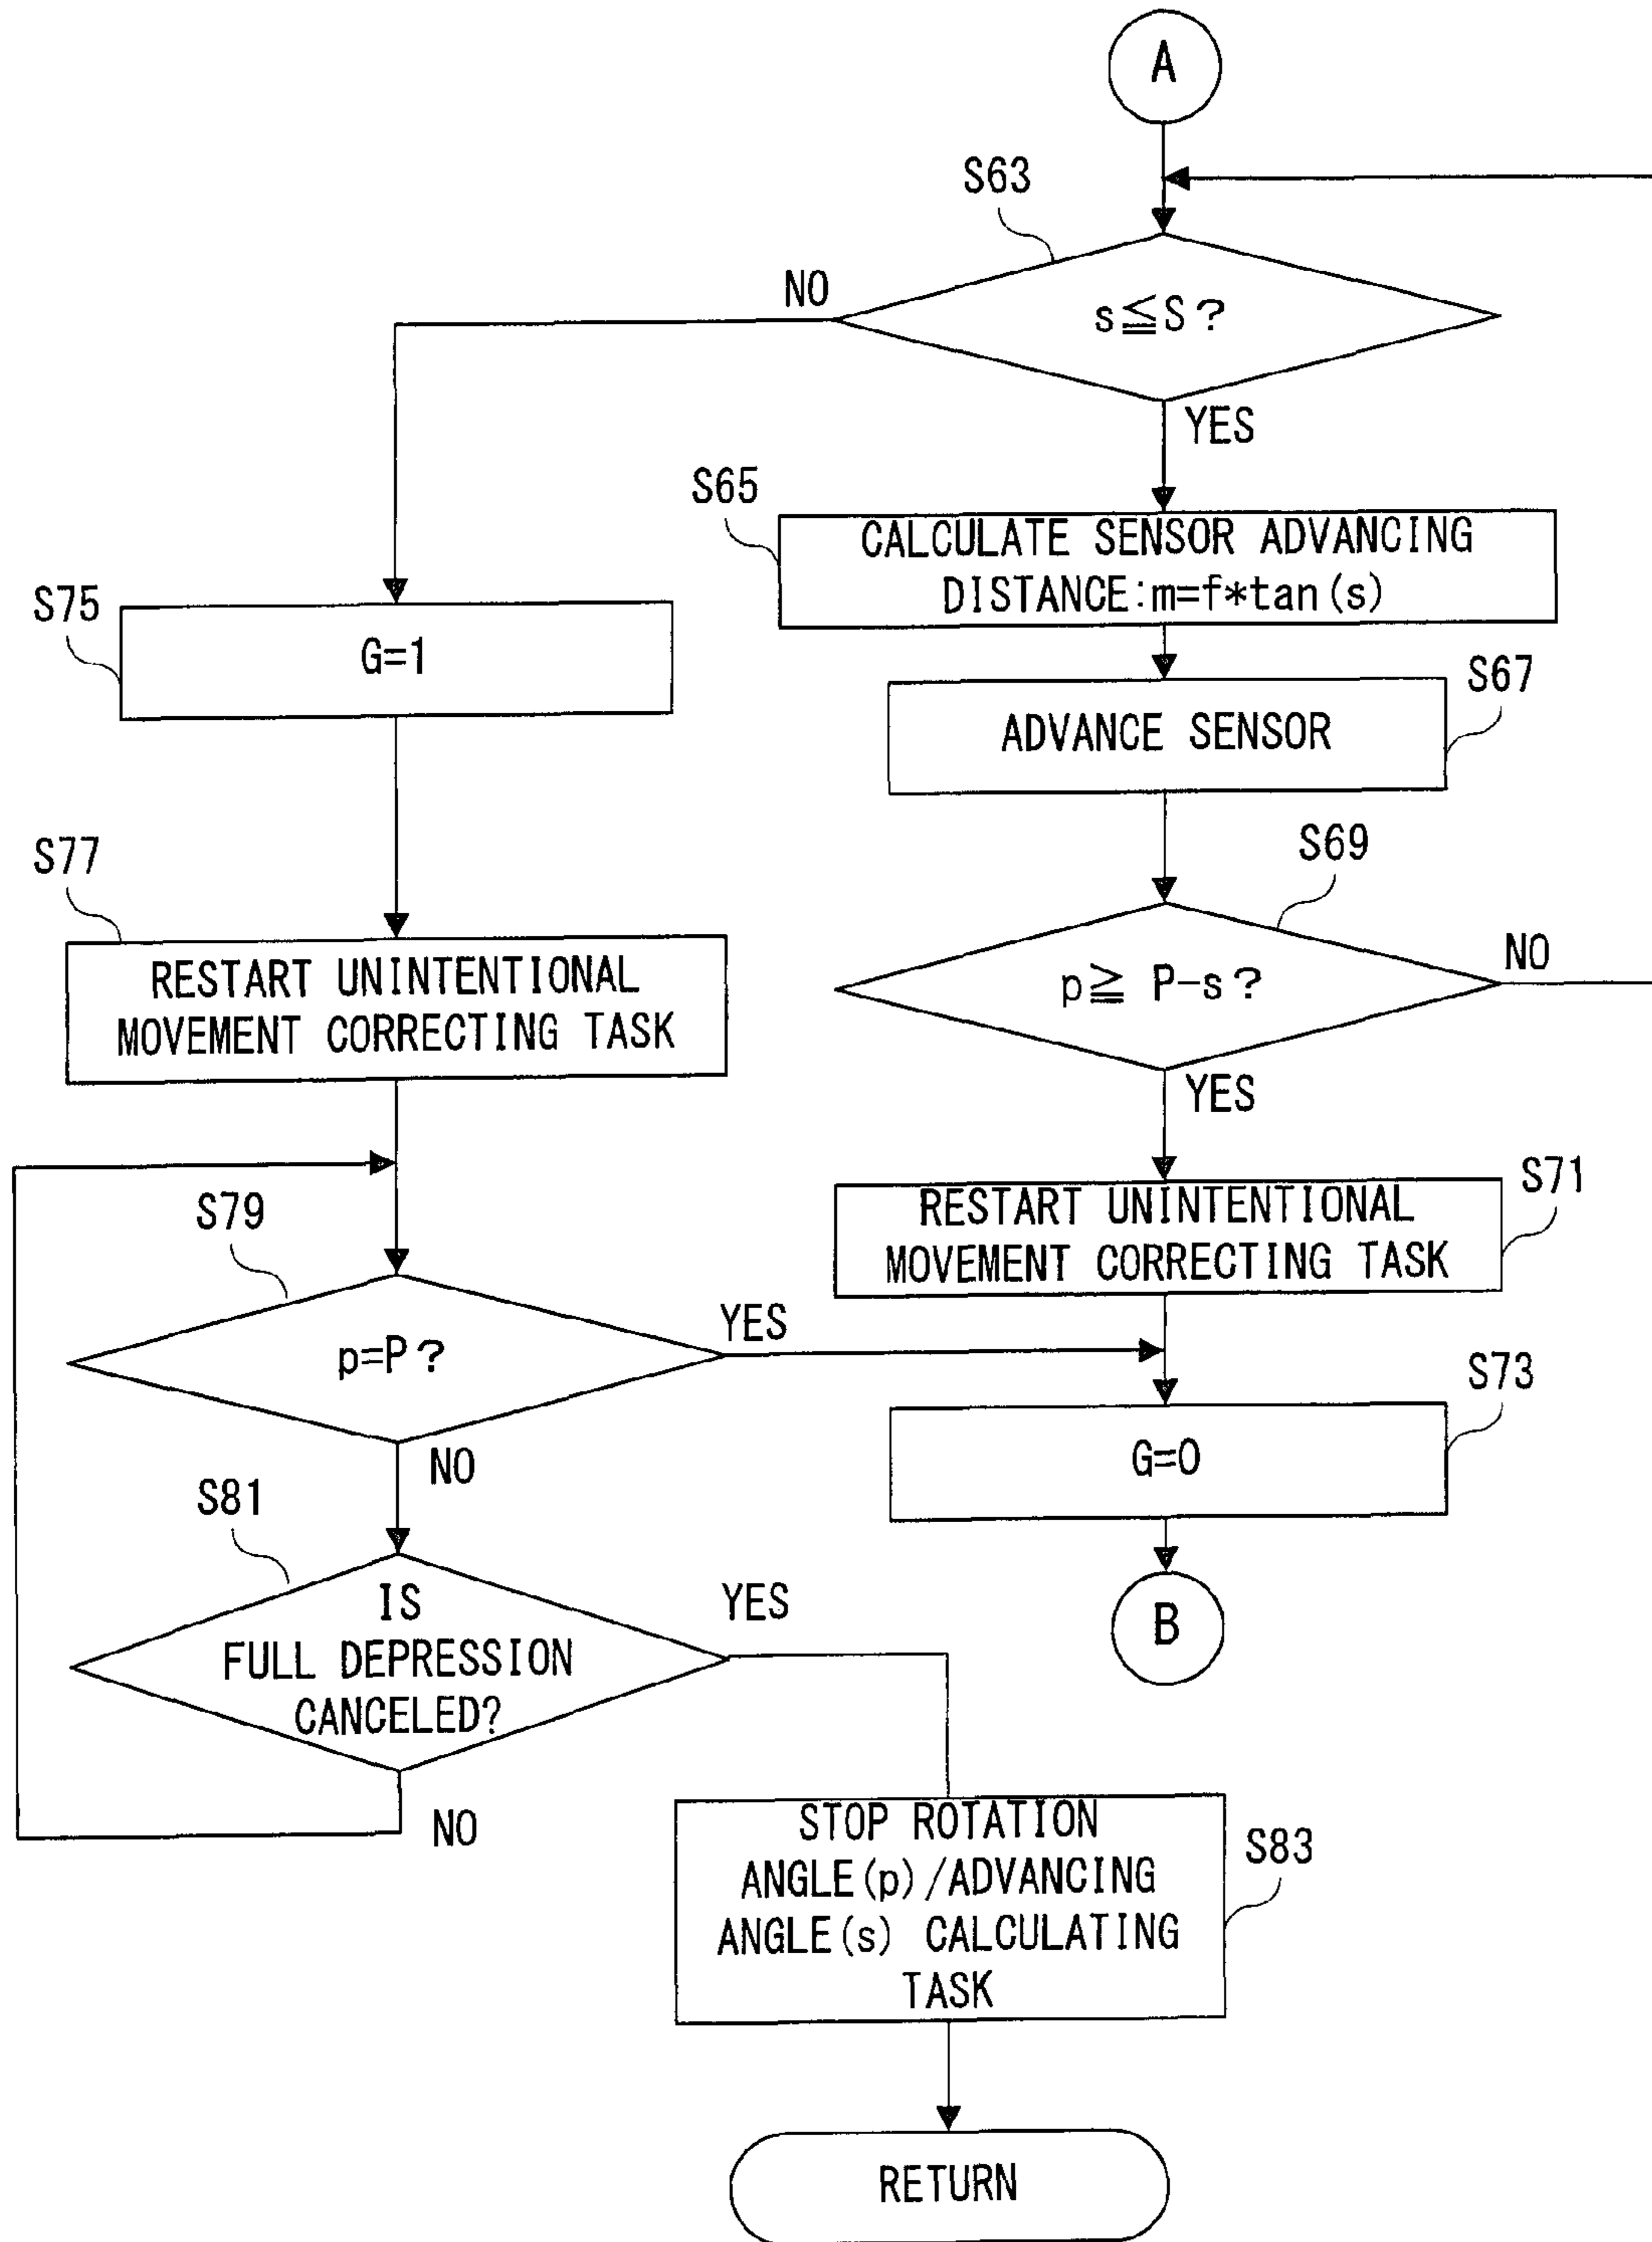 A
S63
NO
s≦S?
YES
S65
CALCULATE SENSOR ADVANCING
DISTANCE:m=f*tan(s)
S75
G=1
S67
ADVANCE SENSOR
S77
RESTART UNINTENTIONAL
MOVEMENT CORRECTING TASK
S69
p≧ P-s?
NO
YES
S71
RESTART UNINTENTIONAL
MOVEMENT CORRECTING TASK
S79
p=P?
YES
NO
S73
G=0
B
S81
IS
FULL DEPRESSION
CANCELED?
YES
NO
STOP ROTATION
ANGLE(p)/ADVANCING
ANGLE(s) CALCULATING
TASK
S83
RETURN